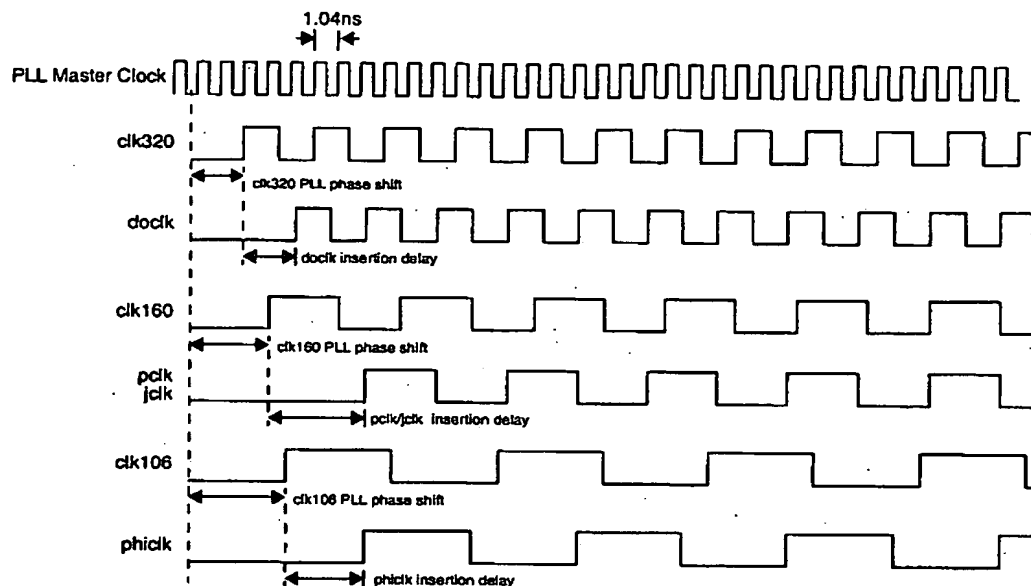 1.04ns
PLL Master Clock
clk320
clk320 PLL phase shift
doclk
doclk insertion delay
clk160
clk160 PLL phase shift
pclk
jclk
pclk/jclk insertion delay
clk106
clk106 PLL phase shift
phiclk
phiclk insertion delay